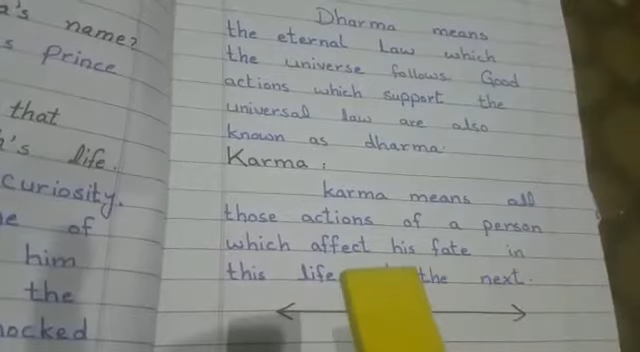 a's name?
s Prince
that
's life.
curiosity.
e of
him
the
ocked
Dharma means
the eternal law which
the universe follows Good
actions which support the
universal law are also
known as dharma.
Karma:
karma means all
those actions of a person
which affect his fate in
this life the next.